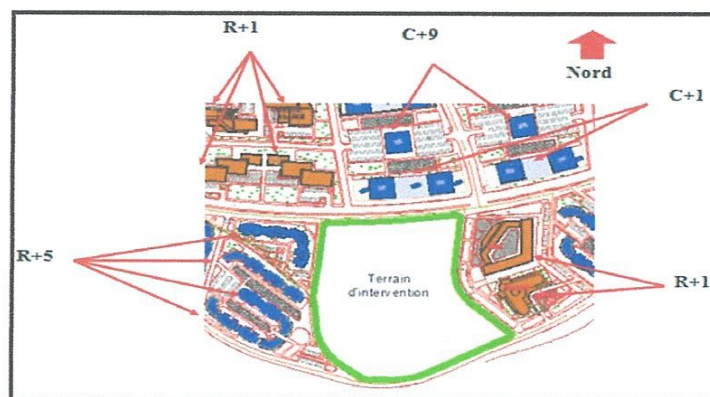 R+1
C+9
Nord
C+1
R+5
Terrain
d'intervention
R+1